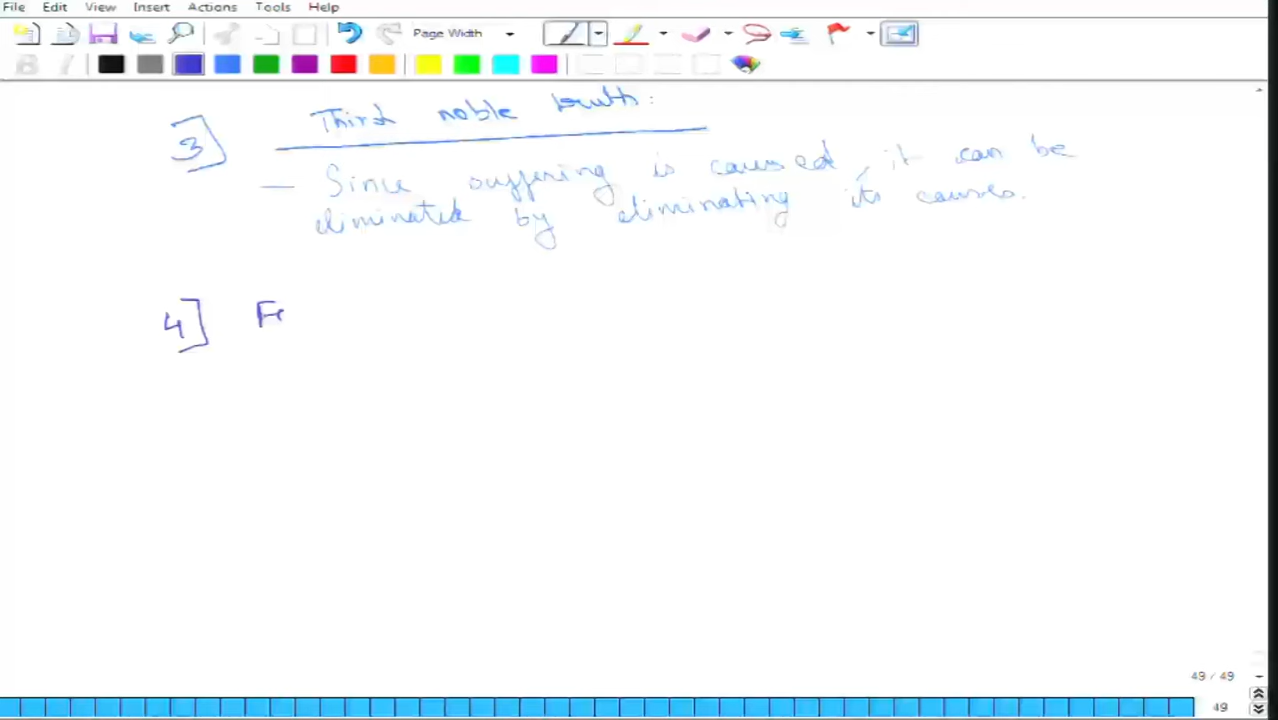 File Edit View Insert Actions Tools Help
Page Width
3] Third noble truth:
— Since suffering is caused, it can be
eliminated by eliminating its causes.
4] Fo
49 / 49
49